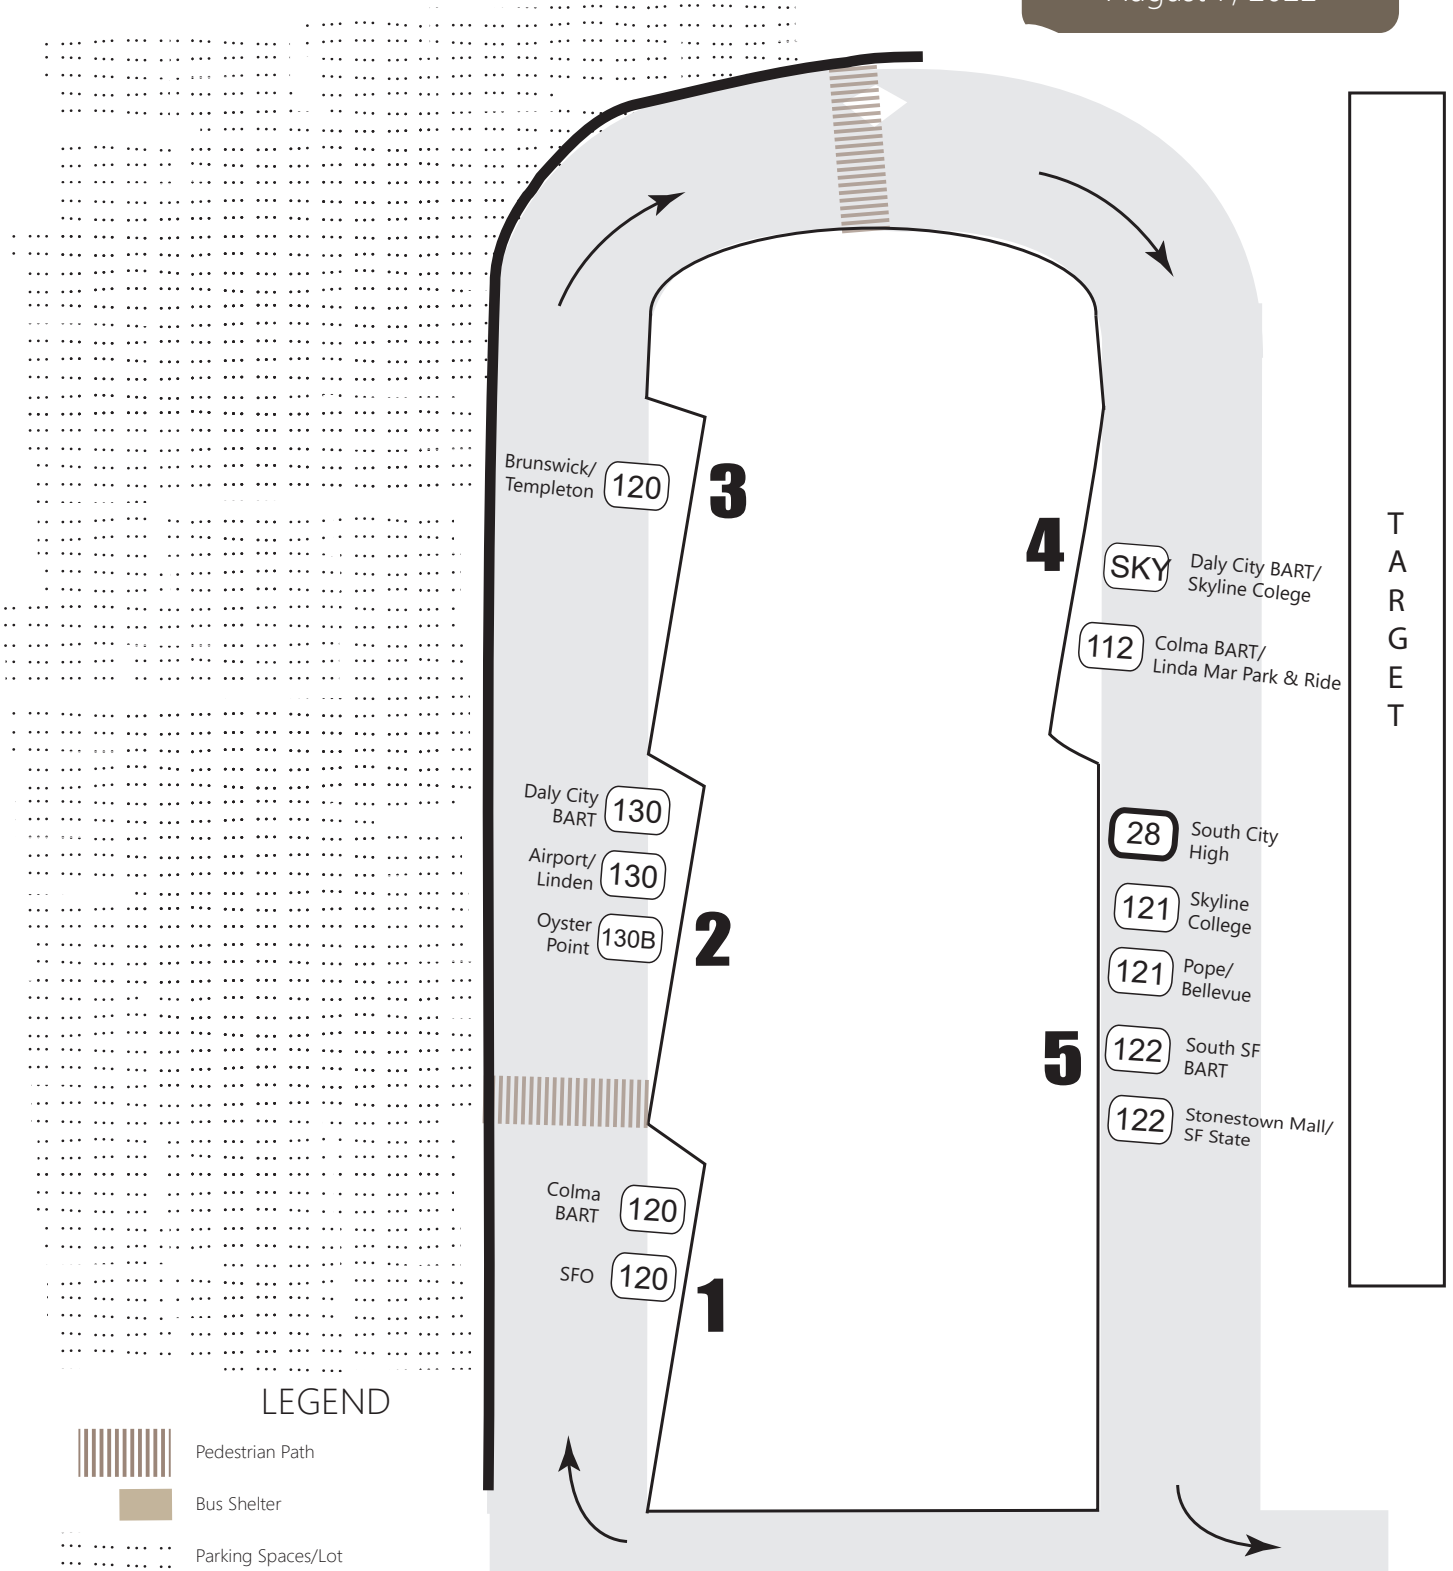 August 7, 2022
Brunswick/
Templeton
120
3
4
SKY
Daly City BART/
Skyline Colege
112
Colma BART/
Linda Mar Park & Ride
T
A
R
G
E
T
Daly City
BART
130
Airport/
Linden
130
Oyster
Point
130B
2
28
South City
High
121
Skyline
College
121
Pope/
Bellevue
5
122
South SF
BART
122
Stonestown Mall/
SF State
Colma
BART
120
SFO
120
1
LEGEND
Pedestrian Path
Bus Shelter
Parking Spaces/Lot